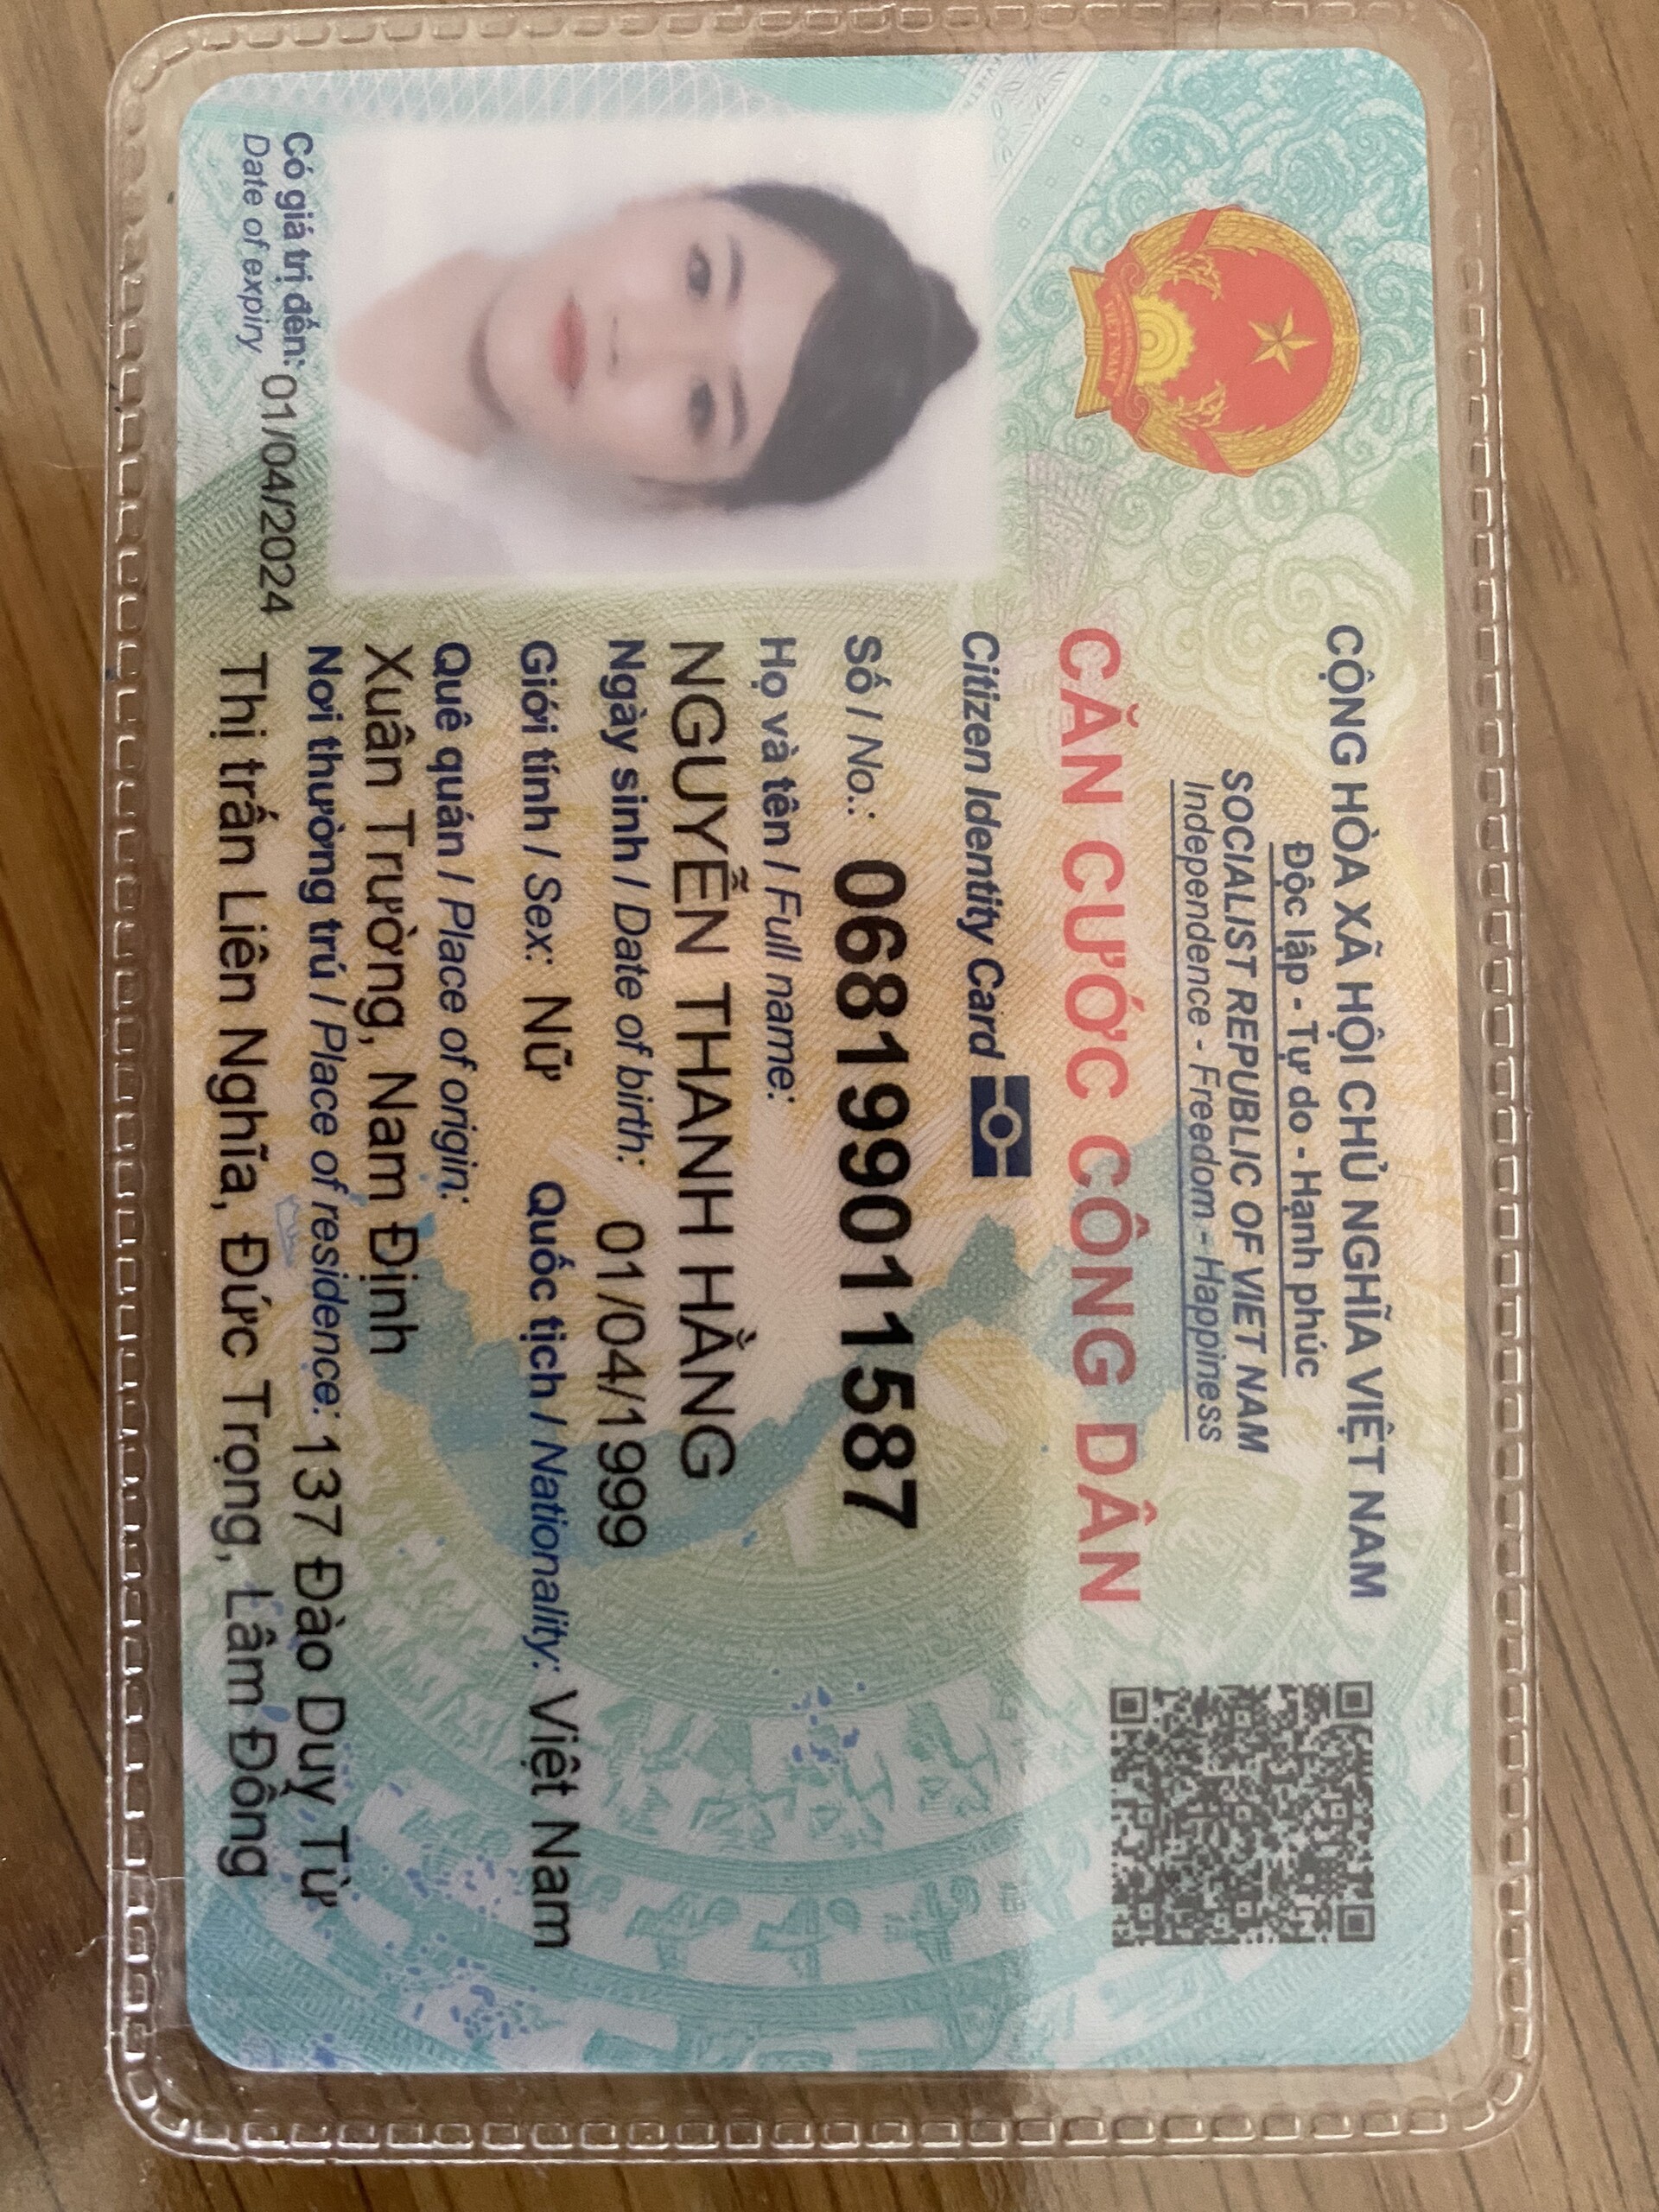 CỘNG HÒA XÃ HỘI CHỦ NGHĨA VIỆT NAM
Độc lập - Tự do - Hạnh phúc
SOCIALIST REPUBLIC OF VIET NAM
Independence - Freedom - Happiness
CĂN CƯỚC CÔNG DÂN
Citizen Identity Card
Số / No.: 068199011587
Họ và tên / Full name:
NGUYỄN THANH HẰNG
Ngày sinh / Date of birth: 01/04/1999
Giới tính / Sex: Nữ Quốc tịch / Nationality: Việt Nam
Quê quán / Place of origin:
Xuân Trường, Nam Định
Nơi thường trú / Place of residence: 137 Đào Duy Từ
Thị trấn Liên Nghĩa, Đức Trọng, Lâm Đồng
Có giá trị đến: 01/04/2024
Date of expiry
VIỆT NAM